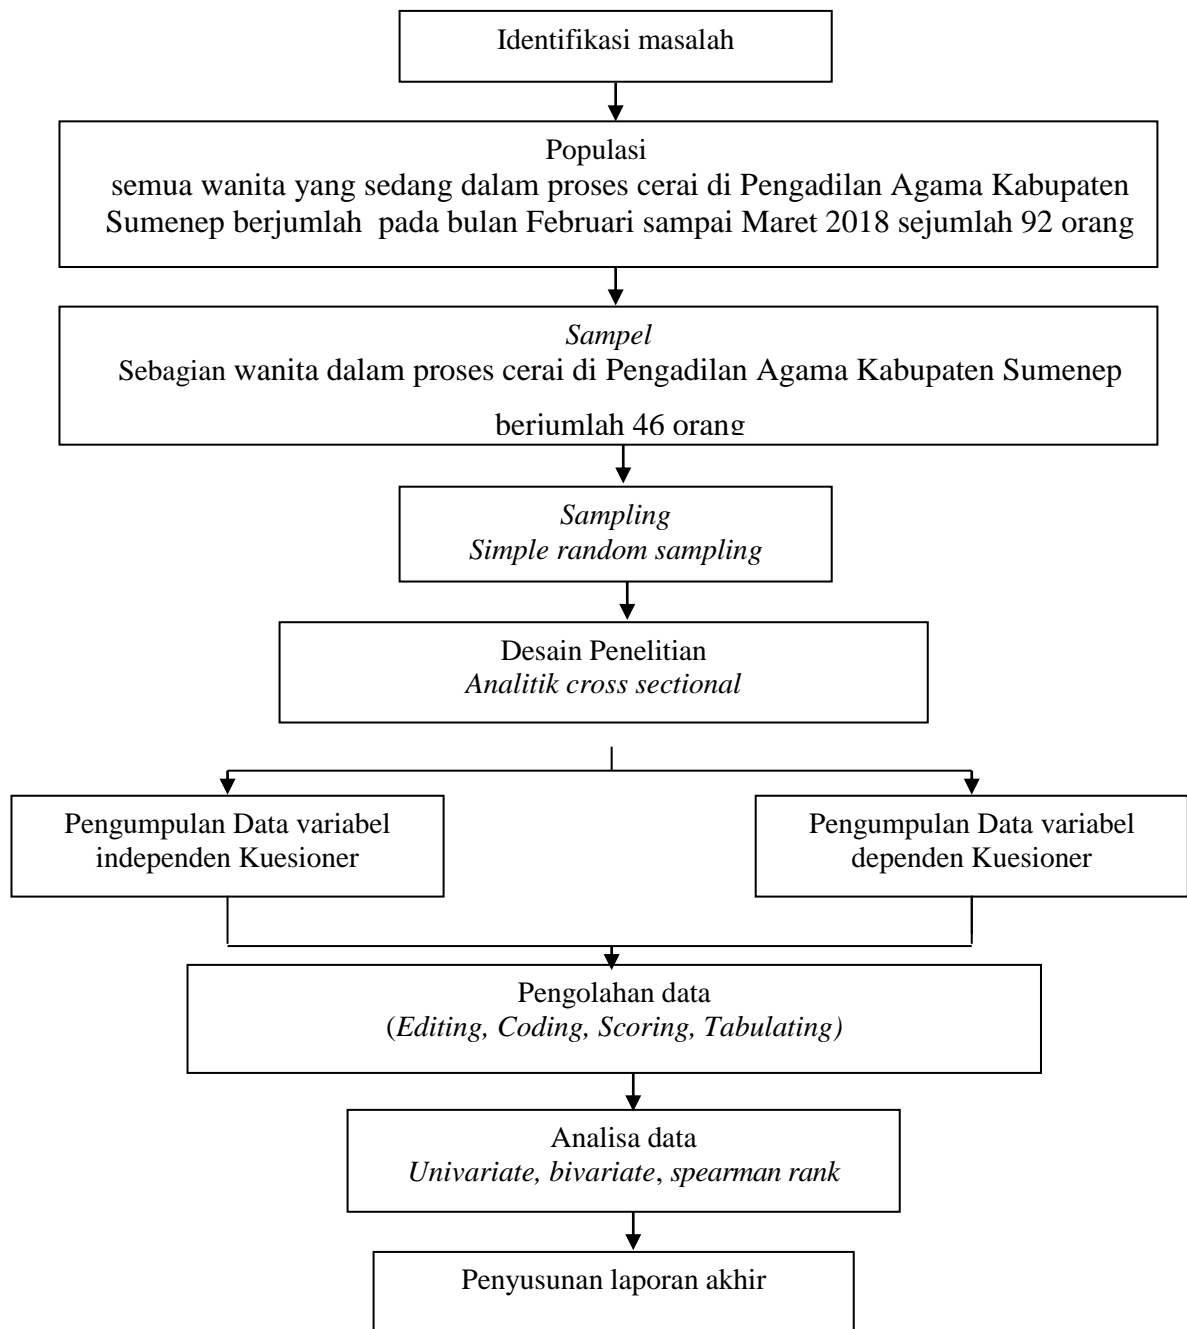 Identifikasi masalah
Populasi
semua wanita yang sedang dalam proses cerai di Pengadilan Agama Kabupaten
Sumenep berjumlah  pada bulan Februari sampai Maret 2018 sejumlah 92 orang
Sampel
Sebagian wanita dalam proses cerai di Pengadilan Agama Kabupaten Sumenep
berjumlah 46 orang
Sampling
Simple random sampling
Desain Penelitian
Analitik cross sectional
Pengumpulan Data variabel
independen Kuesioner
Pengumpulan Data variabel
dependen Kuesioner
Pengolahan data
(Editing, Coding, Scoring, Tabulating)
Analisa data
Univariate, bivariate, spearman rank
Penyusunan laporan akhir